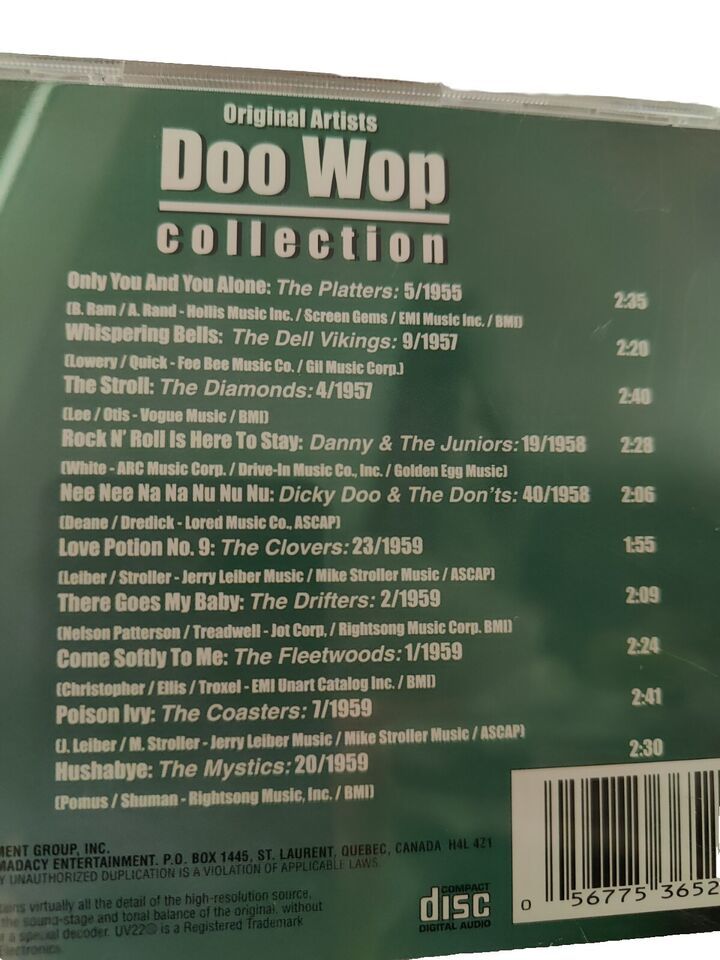 Original Artists
Doo Wop
collection
Only You And You Alone: The Platters: 5/1955 2:35
(B. Ram / A. Rand - Hollis Music Inc. / Screen Gems / EMI Music Inc. / BMI)
Whispering Bells: The Dell Vikings: 9/1957 2:20
(Lowery / Quick - Fee Bee Music Co. / Gil Music Corp.)
The Stroll: The Diamonds: 4/1957 2:40
(Lee / Otis - Vogue Music / BMI)
Rock N' Roll Is Here To Stay: Danny & The Juniors: 19/1958 2:28
(White - ARC Music Corp. / Drive-In Music Co., Inc. / Golden Egg Music)
Nee Nee Na Na Nu Nu Nu: Dicky Doo & The Don'ts: 40/1958 2:06
(Deane / Dredick - Lored Music Co., ASCAP)
Love Potion No. 9: The Clovers: 23/1959 1:55
(Leiber / Stroller - Jerry Leiber Music / Mike Stroller Music / ASCAP)
There Goes My Baby: The Drifters: 2/1959 2:09
(Nelson Patterson / Treadwell - Jot Corp. / Rightsong Music Corp. BMI)
Come Softly To Me: The Fleetwoods: 1/1959 2:24
(Christopher / Ellis / Troxel - EMI Unart Catalog Inc. / BMI)
Poison Ivy: The Coasters: 7/1959 2:41
(J. Leiber / M. Stroller - Jerry Leiber Music / Mike Stroller Music / ASCAP)
Hushabye: The Mystics: 20/1959 2:30
(Pomus / Shuman - Rightsong Music, Inc. / BMI)
MENT GROUP, INC.
MADACY ENTERTAINMENT. P.O. BOX 1445, ST. LAURENT, QUEBEC, CANADA H4L 4Z1
Y UNAUTHORIZED DUPLICATION IS A VIOLATION OF APPLICABLE LAWS.
ains virtually all the detail of the high-resolution source,
the sound-stage and tonal balance of the original, without
r a special decoder. UV22® is a Registered Trademark
Electronics
COMPACT
disc
DIGITAL AUDIO
0 56775 3652